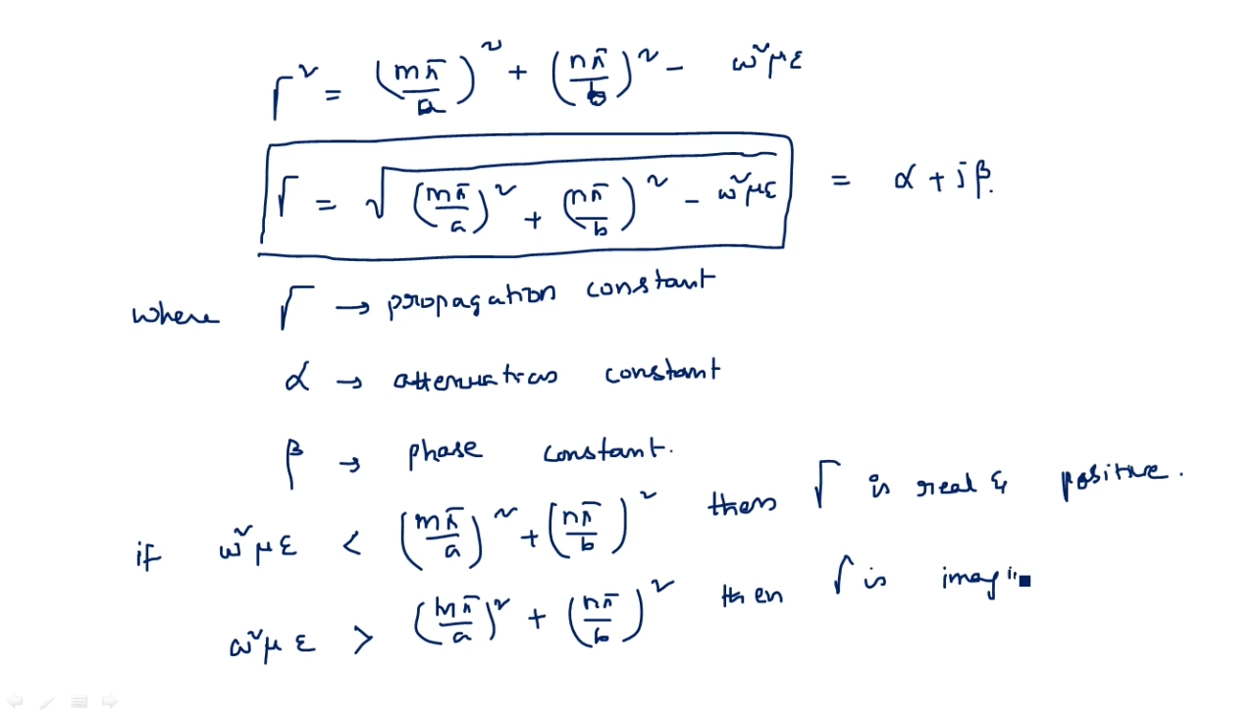 Γ² = (mπ/a)² + (nπ/b)² - ω²με
Γ = √((mπ/a)² + (nπ/b)² - ω²με) = α + jβ.
where Γ → propagation constant
α → attenuation constant
β → phase constant.
if ω²με < (mπ/a)² + (nπ/b)² then Γ is real & positive.
ω²με > (mπ/a)² + (nπ/b)² then Γ is imagi